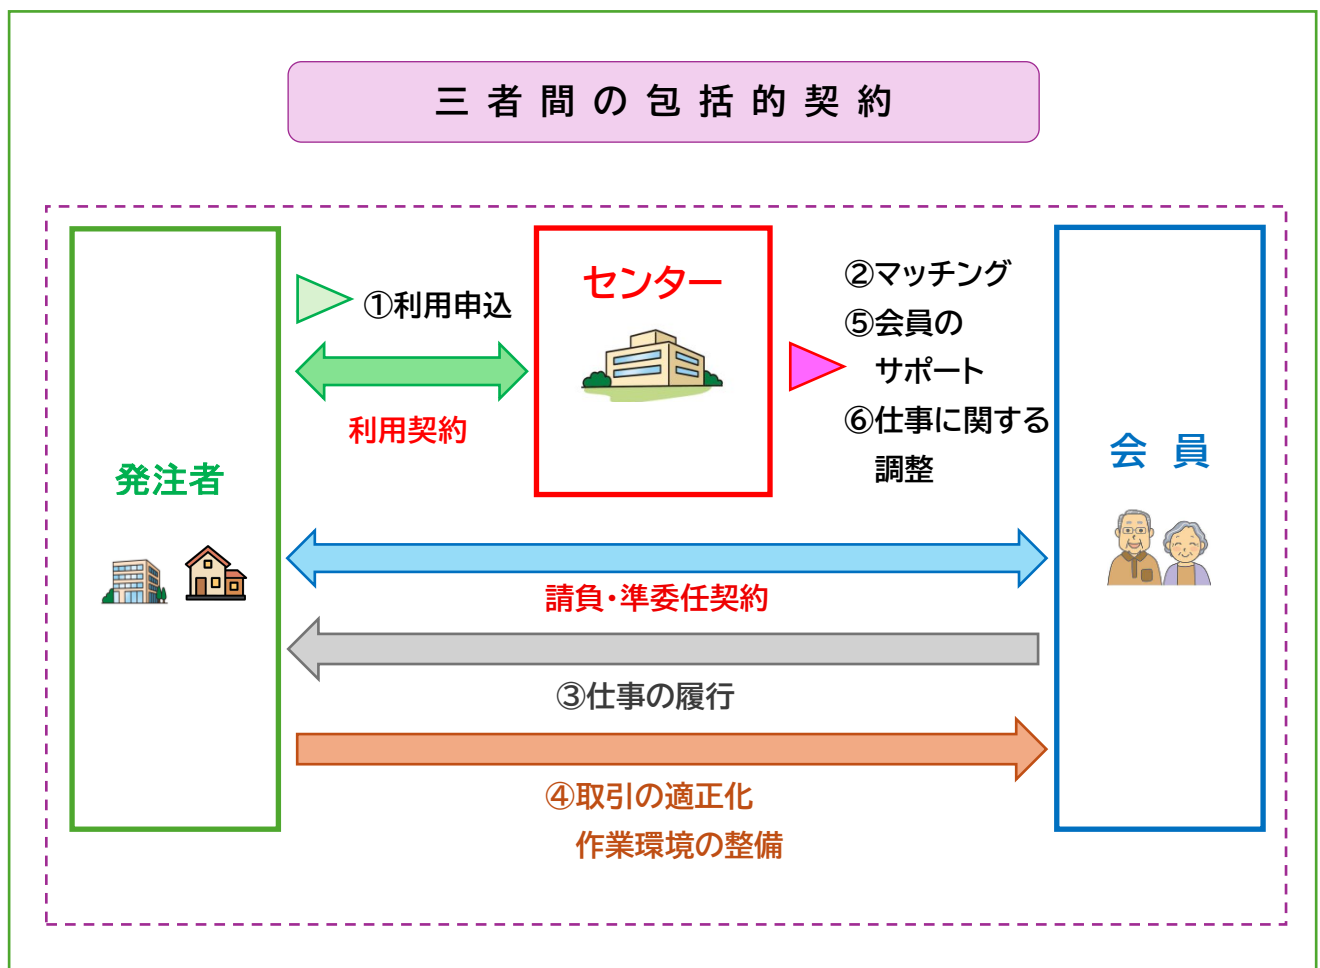 三者間の包括的契約
発注者
①利用申込
利用契約
センター
②マッチング
⑤会員の
サポート
⑥仕事に関する
調整
会員
請負・準委任契約
③仕事の履行
④取引の適正化
作業環境の整備